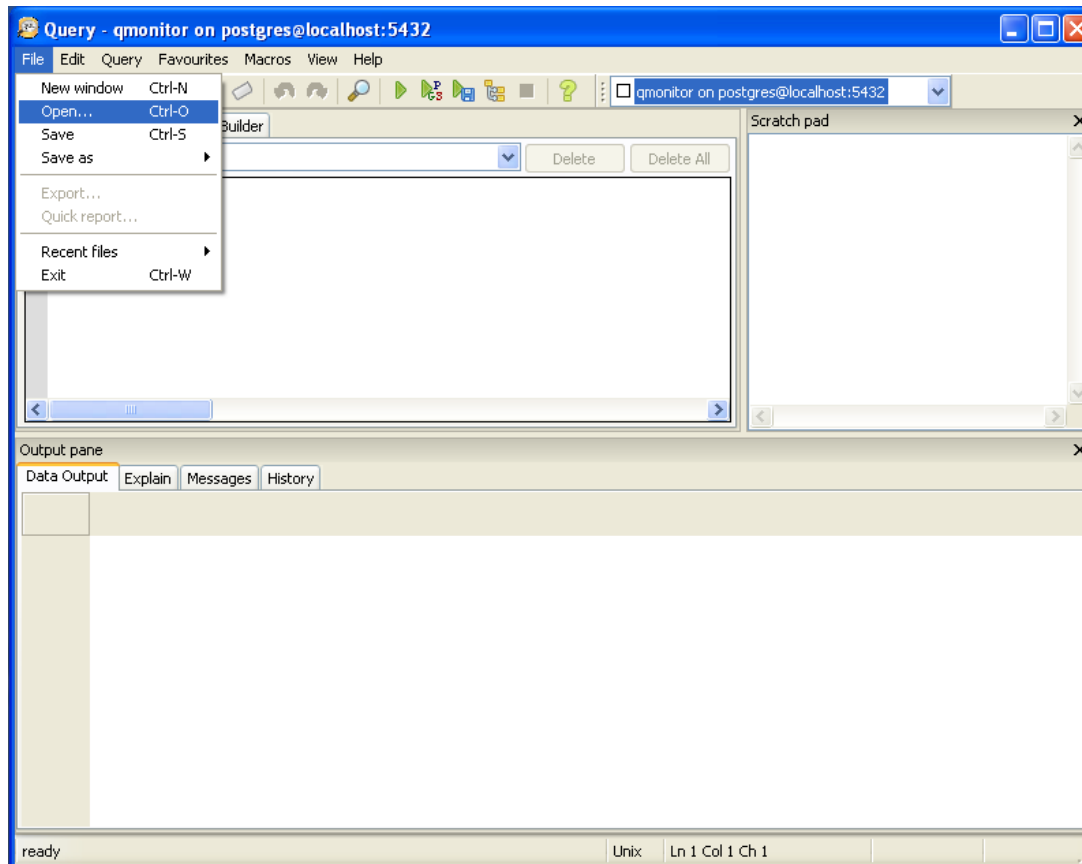 Query - qmonitor on postgres@localhost:5432
File Edit Query Favourites Macros View Help
New window Ctrl-N
qmonitor on postgres@localhost:5432
Open... Ctrl-O
Builder
Scratch pad
Save Ctrl-S
Save as
Delete Delete All
Export...
Quick report...
Recent files
Exit Ctrl-W
Output pane
Data Output Explain Messages History
ready Unix Ln 1 Col 1 Ch 1